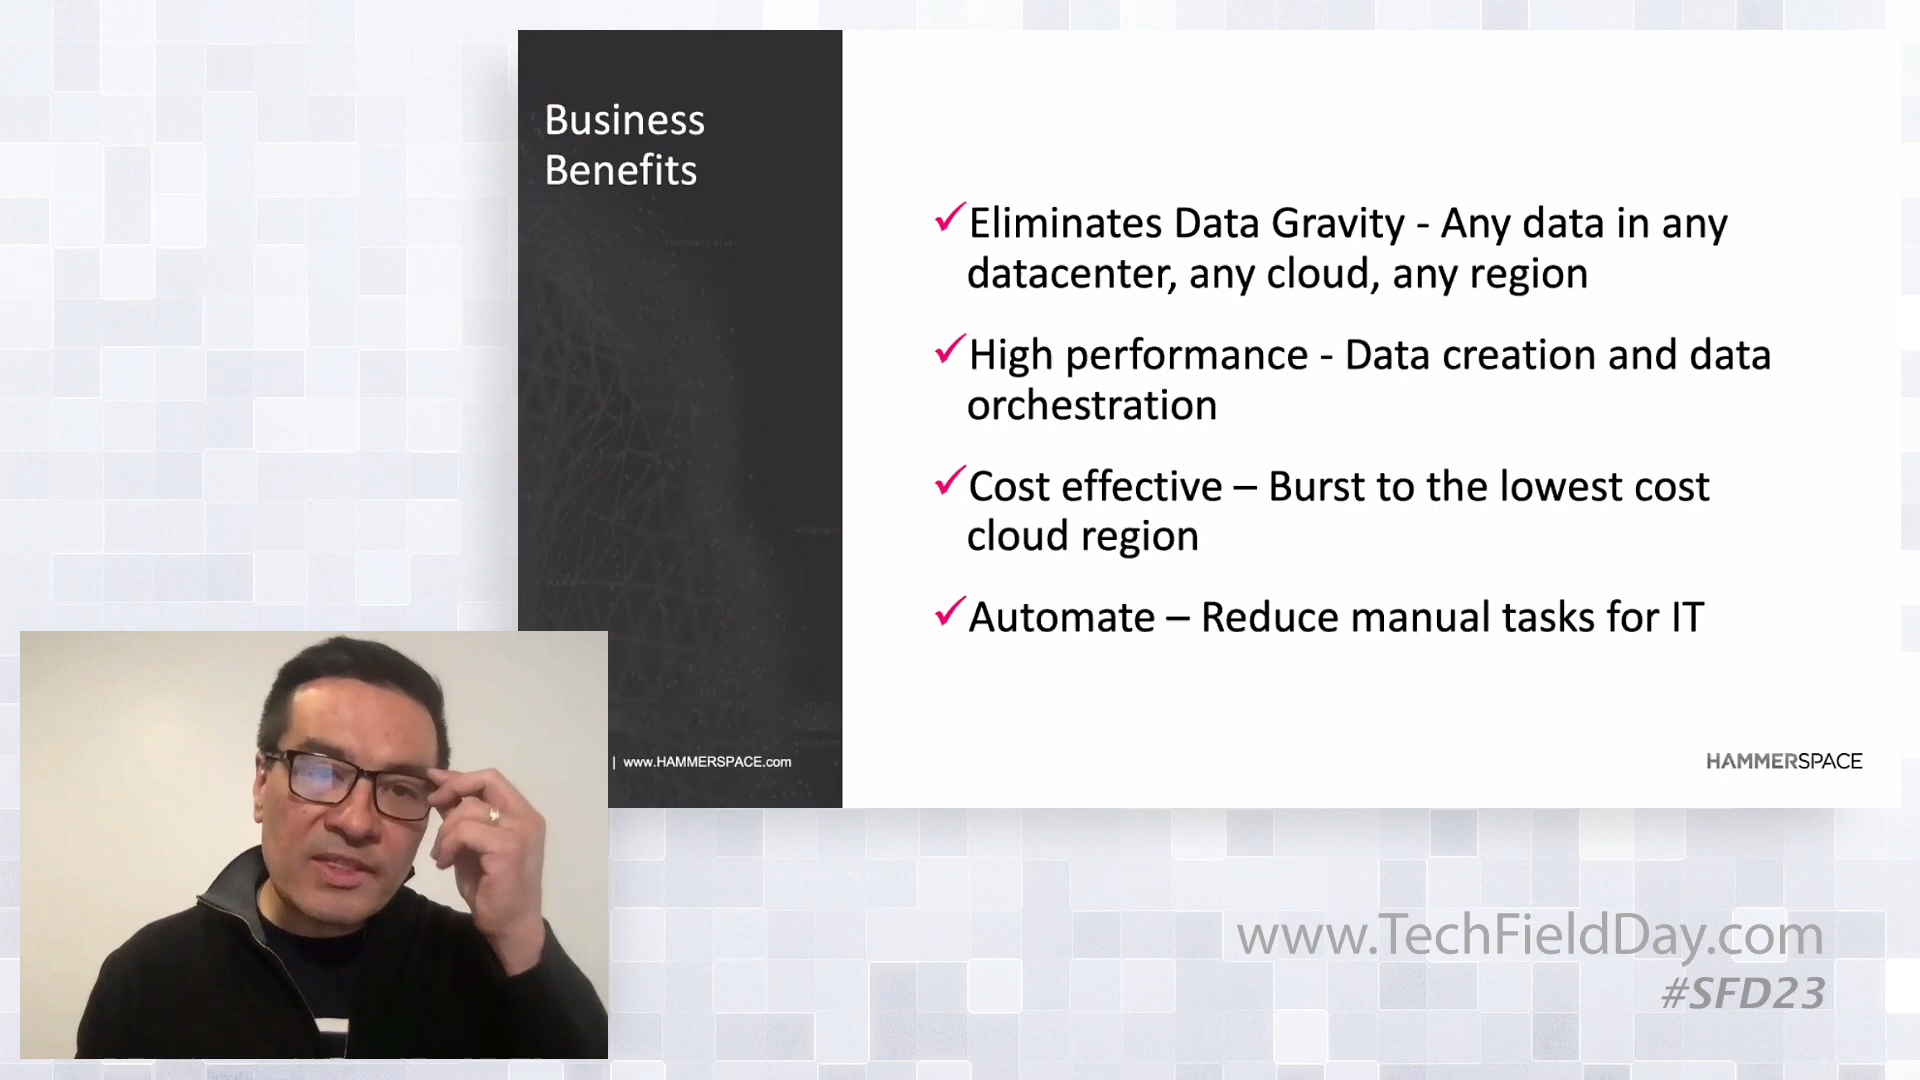 Business
Benefits
✓Eliminates Data Gravity - Any data in any
datacenter, any cloud, any region
✓High performance - Data creation and data
orchestration
✓Cost effective – Burst to the lowest cost
cloud region
✓Automate – Reduce manual tasks for IT
| www.HAMMERSPACE.com
HAMMERSPACE
www.TechFieldDay.com
#SFD23